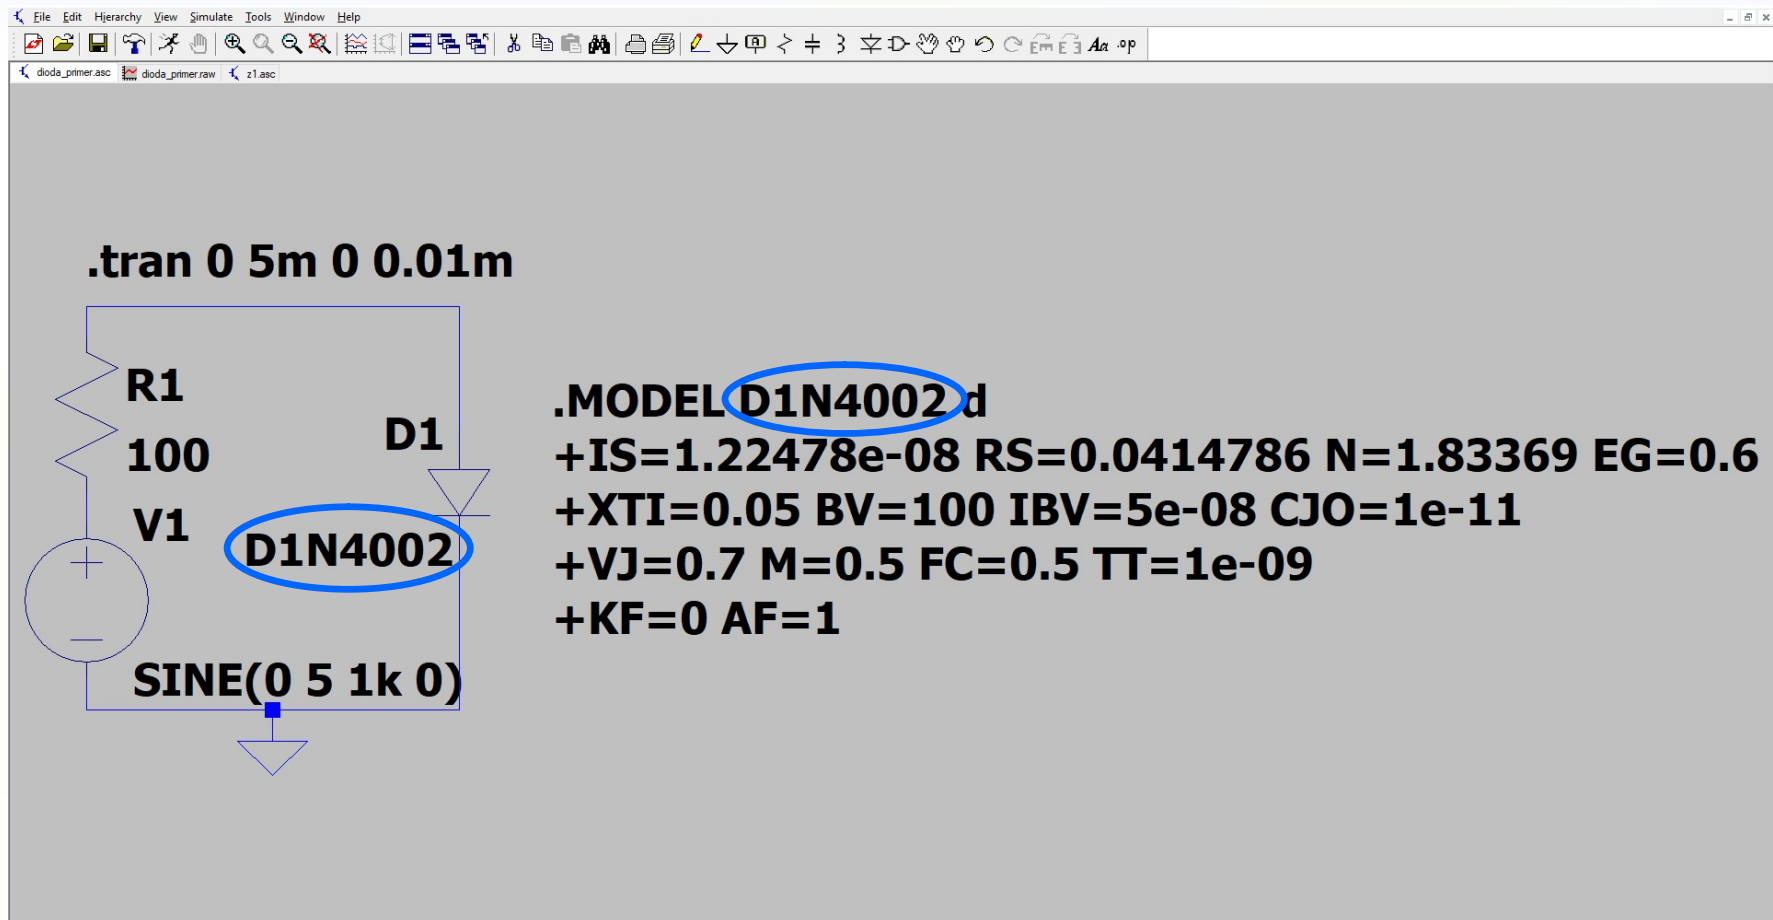 File Edit Hierarchy View Simulate Tools Window Help
dioda_primer.asc dioda_primer.raw z1.asc
.tran 0 5m 0 0.01m
R1
100
D1
V1
D1N4002
SINE(0 5 1k 0)
.MODEL D1N4002 d
+IS=1.22478e-08 RS=0.0414786 N=1.83369 EG=0.6
+XTI=0.05 BV=100 IBV=5e-08 CJO=1e-11
+VJ=0.7 M=0.5 FC=0.5 TT=1e-09
+KF=0 AF=1